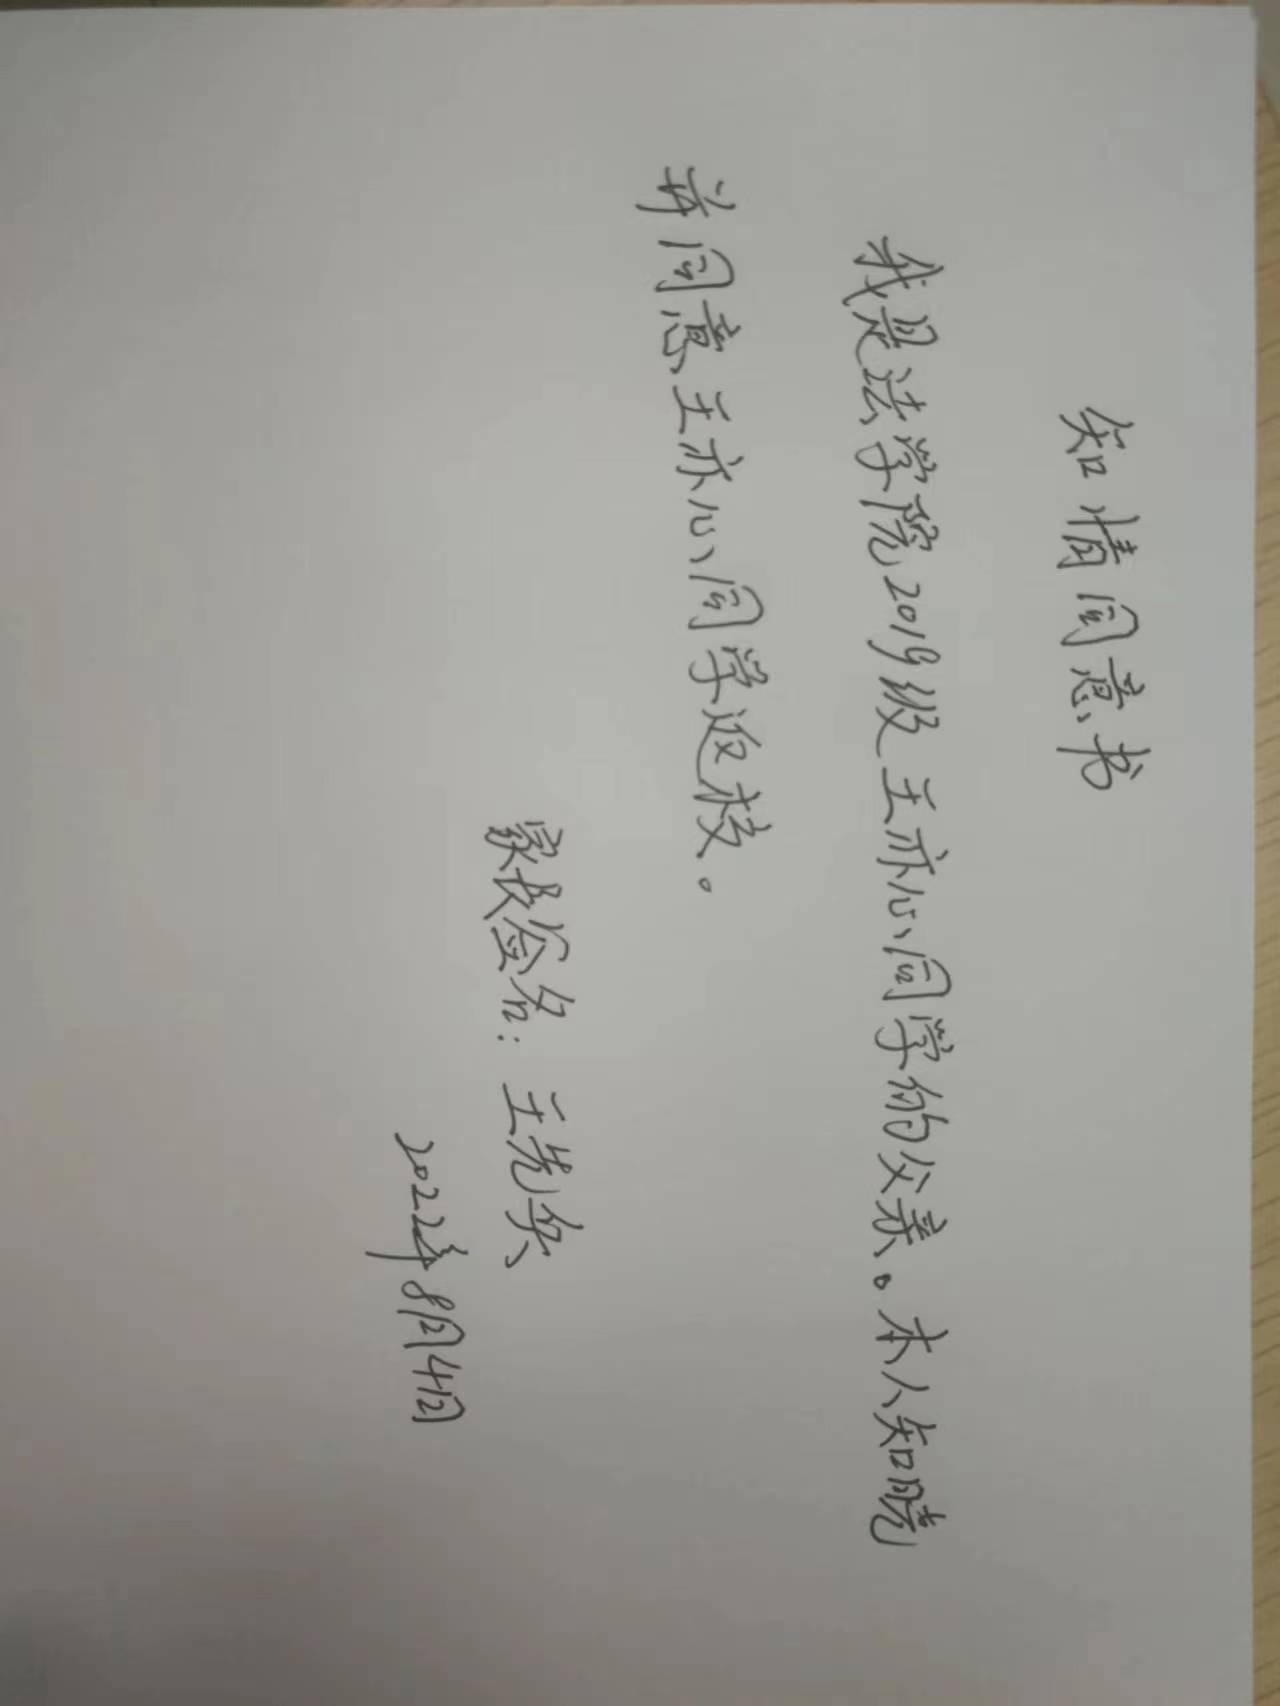 知情同意书
我是法学院2019级王亦心同学的父亲。本人知晓
并同意王亦心同学返校。
家长签名：王先兵
2022年8月4日